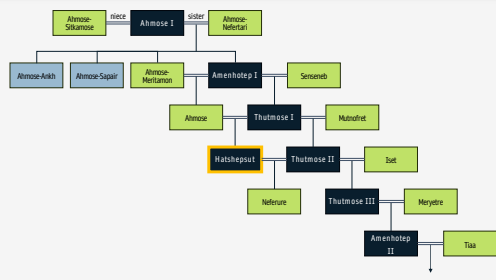 Ahmose-
Sitkamose
niece
Ahmose I
sister
Ahmose-
Nefertari
Ahmose-Ankh
Ahmose-Sapair
Ahmose-
Meritamon
Amenhotep I
Senseneb
Ahmose
Thutmose I
Mutnofret
Hatshepsut
Thutmose II
Iset
Neferure
Thutmose III
Meryetre
Amenhotep
II
Tiaa